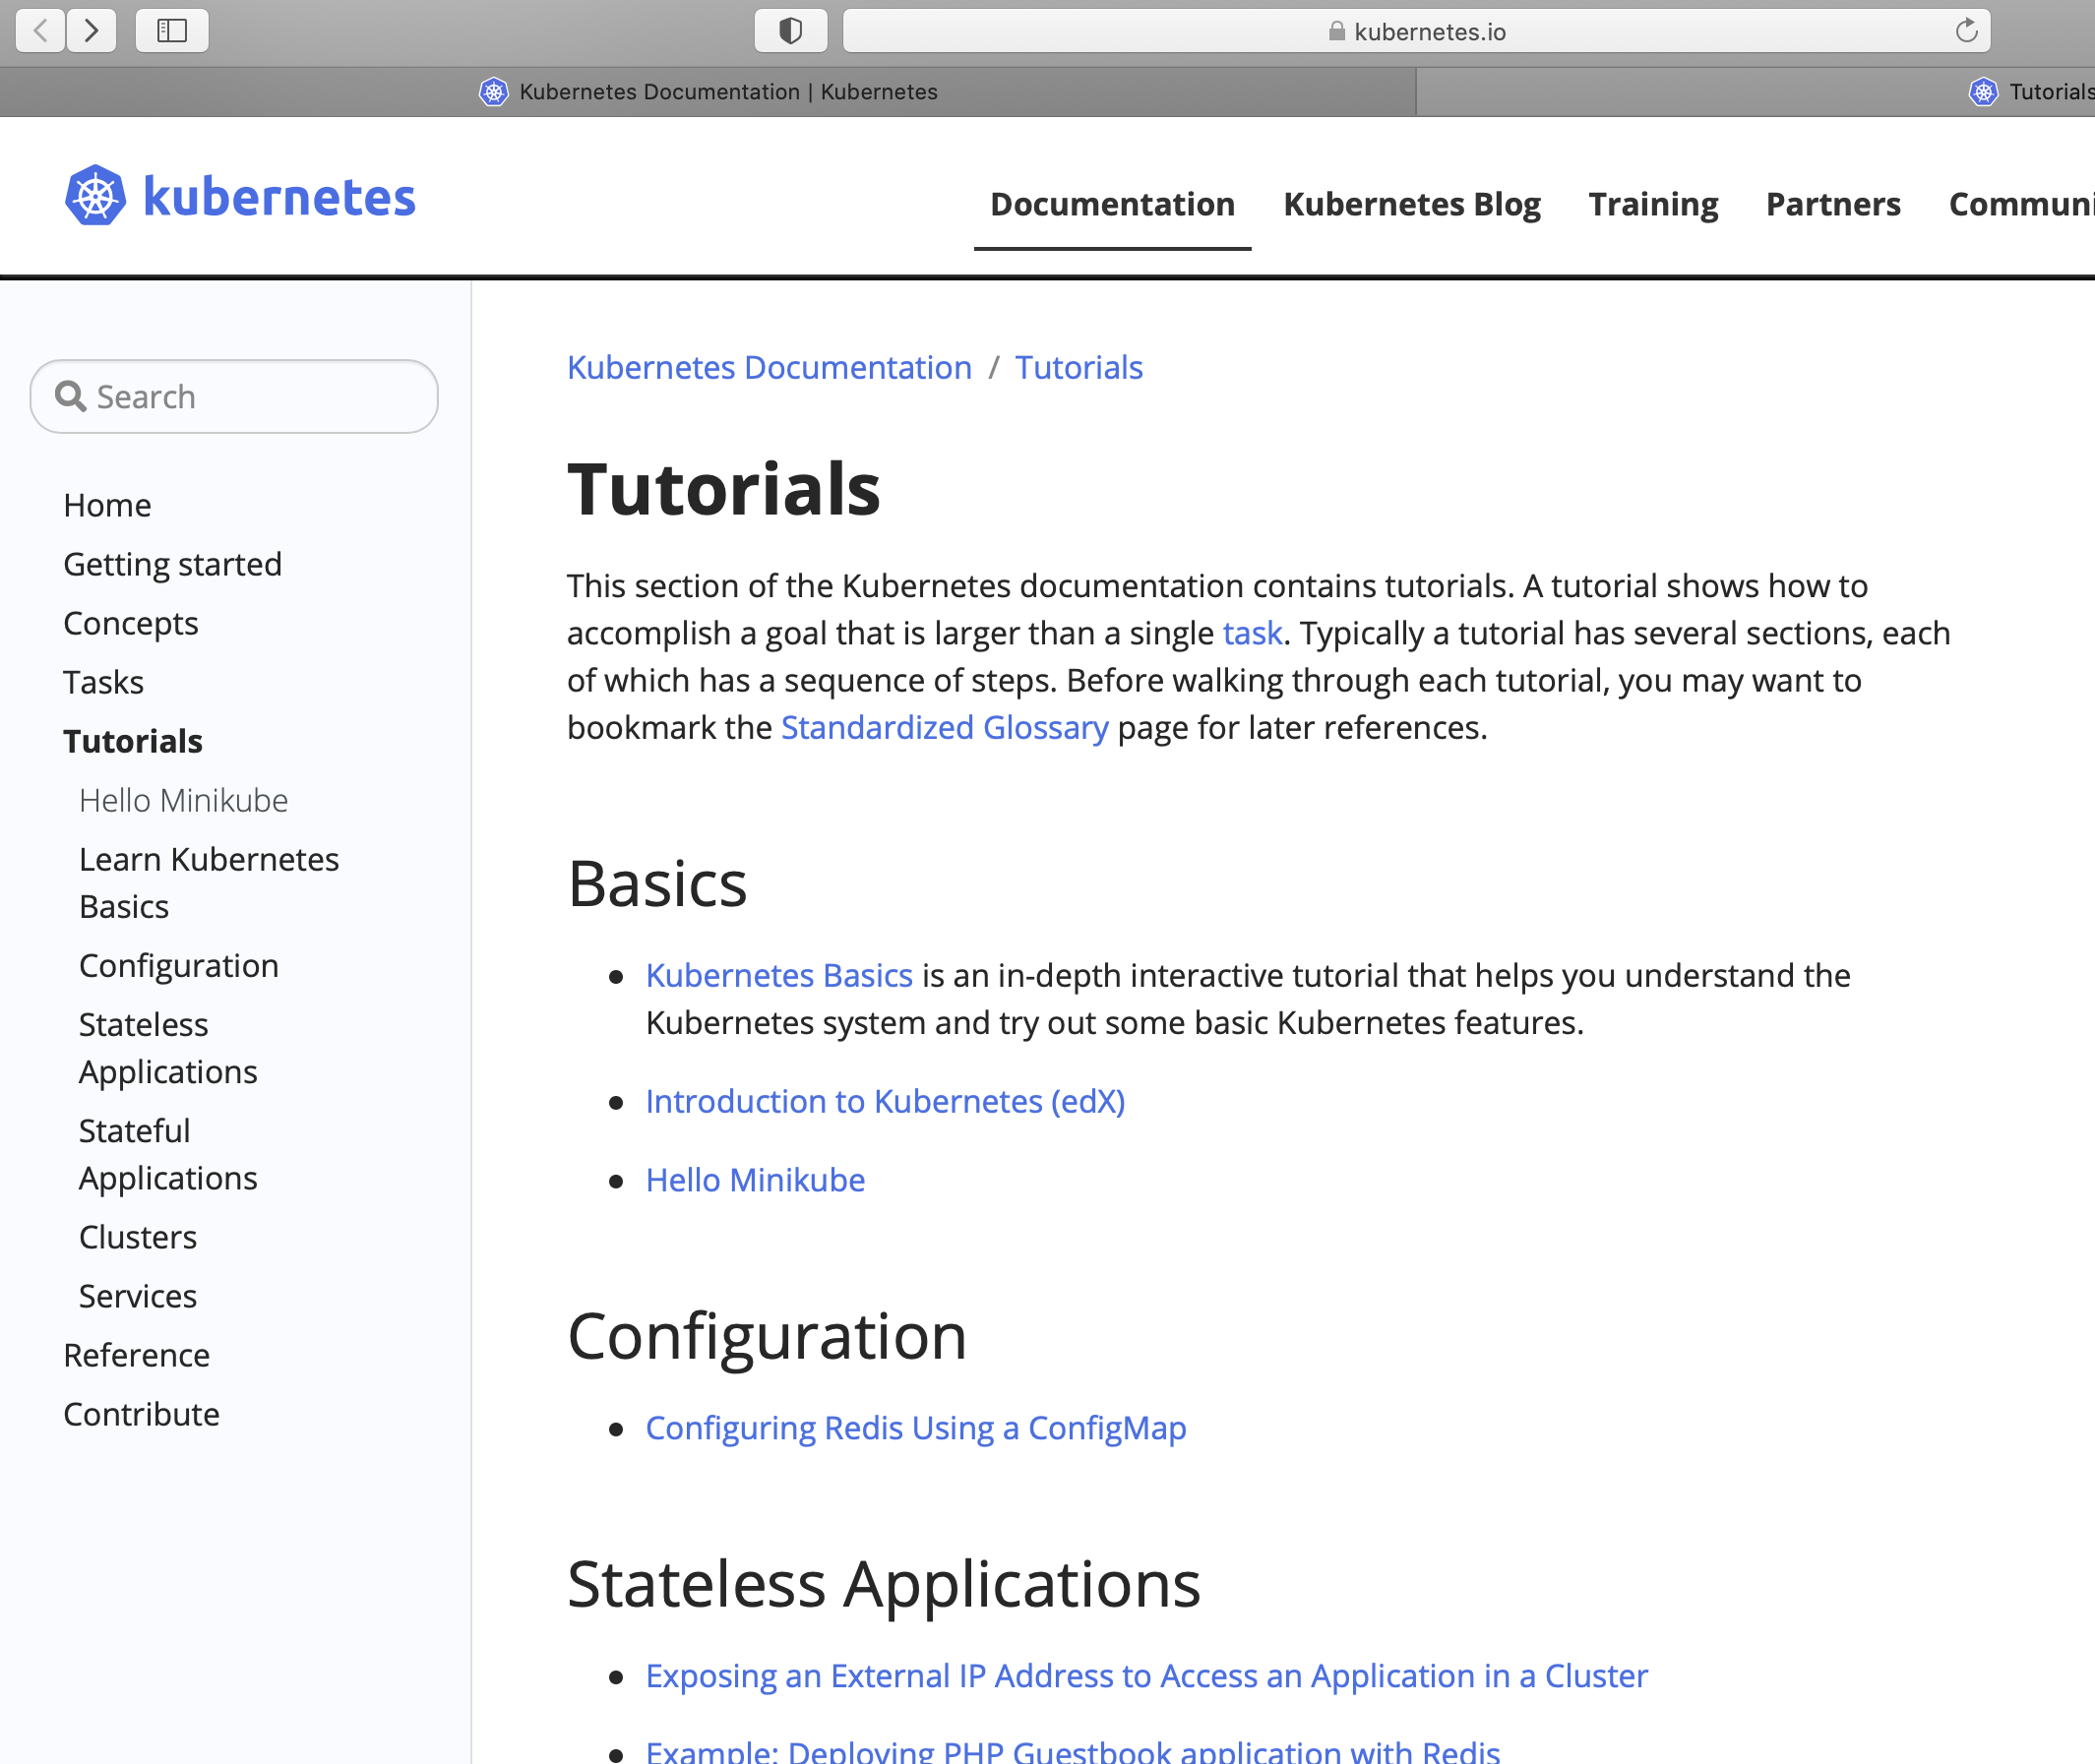 kubernetes.io
Kubernetes Documentation | Kubernetes
Tutorials
kubernetes
Documentation Kubernetes Blog Training Partners Communi
Search
Home
Getting started
Concepts
Tasks
Tutorials
Hello Minikube
Learn Kubernetes
Basics
Configuration
Stateless
Applications
Stateful
Applications
Clusters
Services
Reference
Contribute
Kubernetes Documentation / Tutorials
Tutorials
This section of the Kubernetes documentation contains tutorials. A tutorial shows how to
accomplish a goal that is larger than a single task. Typically a tutorial has several sections, each
of which has a sequence of steps. Before walking through each tutorial, you may want to
bookmark the Standardized Glossary page for later references.
Basics
Kubernetes Basics is an in-depth interactive tutorial that helps you understand the
Kubernetes system and try out some basic Kubernetes features.
Introduction to Kubernetes (edX)
Hello Minikube
Configuration
Configuring Redis Using a ConfigMap
Stateless Applications
Exposing an External IP Address to Access an Application in a Cluster
Example: Deploying PHP Guestbook application with Redis